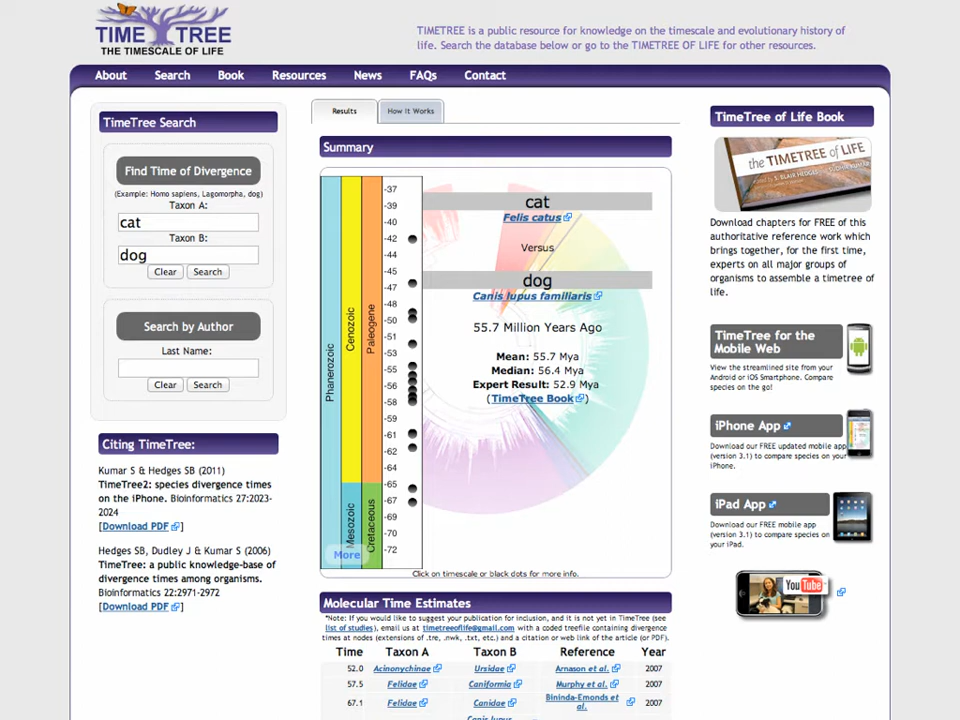 TIME TREE
THE TIMESCALE OF LIFE
TIMETREE is a public resource for knowledge on the timescale and evolutionary history of
life. Search the database below or go to the TIMETREE OF LIFE for other resources.
About Search Book Resources News FAQs Contact
TimeTree Search
Find Time of Divergence
(Example: Homo sapiens, Lagomorpha, dog)
Taxon A:
cat
Taxon B:
dog
Clear Search
Search by Author
Last Name:
Clear Search
Citing TimeTree:
Kumar S & Hedges SB (2011)
TimeTree2: species divergence times
on the iPhone. Bioinformatics 27:2023-
2024
[Download PDF]
Hedges SB, Dudley J & Kumar S (2006)
TimeTree: a public knowledge-base of
divergence times among organisms.
Bioinformatics 22:2971-2972
[Download PDF]
Results How It Works
Summary
Phanerozoic
Cenozoic
Mesozoic
Paleogene
Cretaceous
-37
-39
-40
-42
-44
-45
-47
-48
-50
-51
-53
-55
-56
-58
-59
-61
-62
-64
-65
-67
-69
-70
-72
More
cat
Felis catus
Versus
dog
Canis lupus familiaris
55.7 Million Years Ago
Mean: 55.7 Mya
Median: 56.4 Mya
Expert Result: 52.9 Mya
(TimeTree Book)
Click on timescale or black dots for more info.
Molecular Time Estimates
*Note: If you would like to suggest your publication for inclusion, and it is not yet in TimeTree (see
list of studies), email us at timetreeoflife@gmail.com with a coded treefile containing divergence
times at nodes (extensions of .tre, .nwk, .txt, etc.) and a citation or web link of the article (or PDF).
Time Taxon A Taxon B Reference Year
52.0 Acinonychinae Ursidae Arnason et al. 2007
57.5 Felidae Caniformia Murphy et al. 2007
67.1 Felidae Canidae Bininda-Emonds et al. 2007
Canis lupus
TimeTree of Life Book
the TIMETREE of LIFE
S. BLAIR HEDGES
Download chapters for FREE of this
authoritative reference work which
brings together, for the first time,
experts on all major groups of
organisms to assemble a timetree of
life.
TimeTree for the
Mobile Web
View the streamlined site from your
Android or iOS Smartphone. Compare
species on the go!
iPhone App
Download our FREE updated mobile app
(version 3.1) to compare species on your
iPhone.
iPad App
Download our FREE mobile app
(version 3.1) to compare species on
your iPad.
YouTube